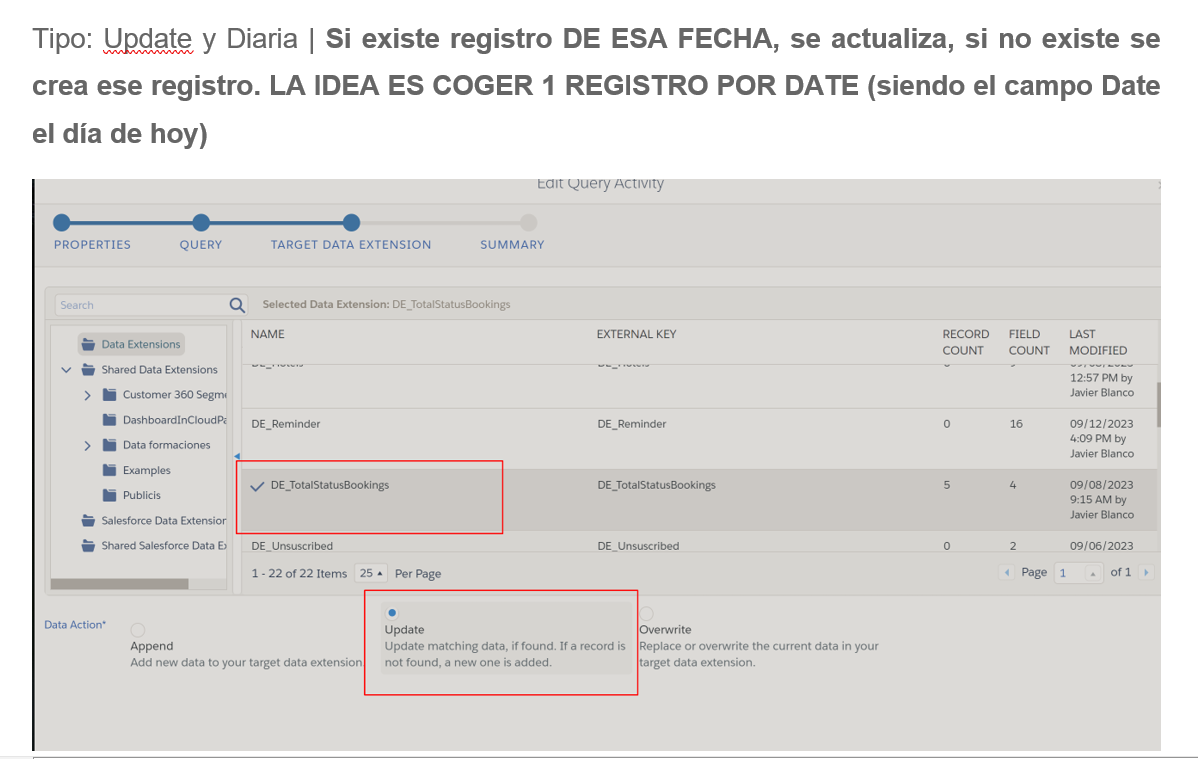 Tipo: Update y Diaria | Si existe registro DE ESA FECHA, se actualiza, si no existe se
crea ese registro. LA IDEA ES COGER 1 REGISTRO POR DATE (siendo el campo Date
el día de hoy)
Edit Query Activity
PROPERTIES QUERY TARGET DATA EXTENSION SUMMARY
Search Selected Data Extension: DE_TotalStatusBookings
NAME EXTERNAL KEY RECORD COUNT FIELD COUNT LAST MODIFIED
Data Extensions
Shared Data Extensions
Customer 360 Segme
DashboardInCloudPa
Data formaciones
Examples
Publicis
Salesforce Data Extension
Shared Salesforce Data Ex
12:57 PM by
Javier Blanco
DE_Reminder DE_Reminder 0 16 09/12/2023
4:09 PM by
Javier Blanco
DE_TotalStatusBookings DE_TotalStatusBookings 5 4 09/08/2023
9:15 AM by
Javier Blanco
DE_Unsuscribed DE_Unsuscribed 0 2 09/06/2023
1 - 22 of 22 Items 25 Per Page Page 1 of 1
Data Action*
Append
Add new data to your target data extension.
Update
Update matching data, if found. If a record is
not found, a new one is added.
Overwrite
Replace or overwrite the current data in your
target data extension.